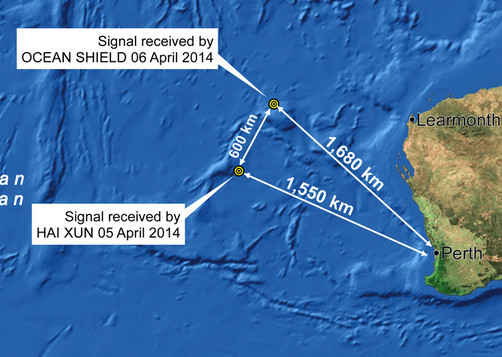 Signal received by
OCEAN SHIELD 06 April 2014
Learmonth
600 km
1,680 km
a n
a n
1,550 km
Signal received by
HAI XUN 05 April 2014
Perth